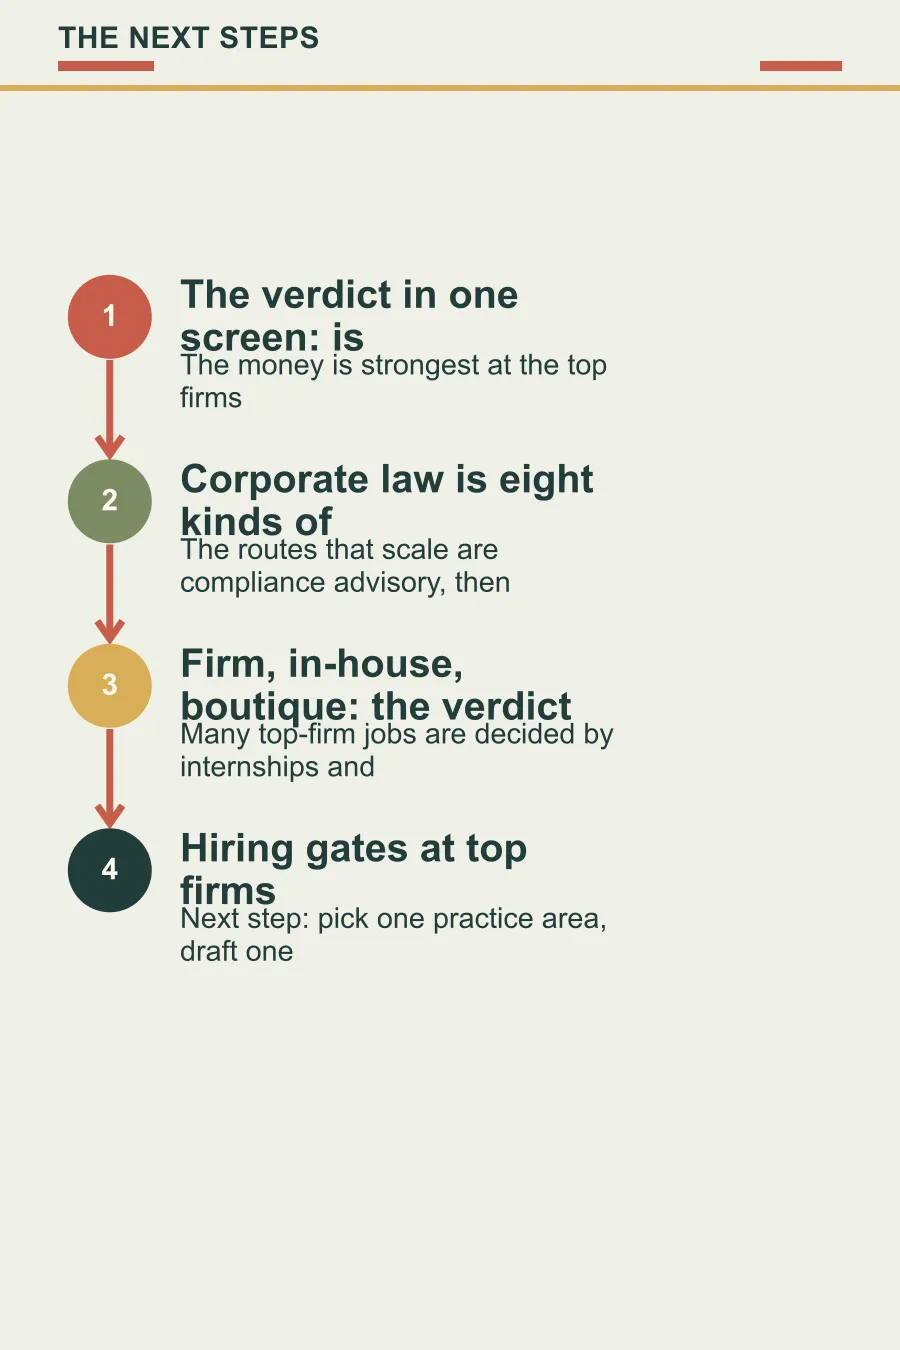 THE NEXT STEPS
1
The verdict in one
screen: is
The money is strongest at the top
firms
2
Corporate law is eight
kinds of
The routes that scale are
compliance advisory, then
3
Firm, in-house,
boutique: the verdict
Many top-firm jobs are decided by
internships and
4
Hiring gates at top
firms
Next step: pick one practice area,
draft one